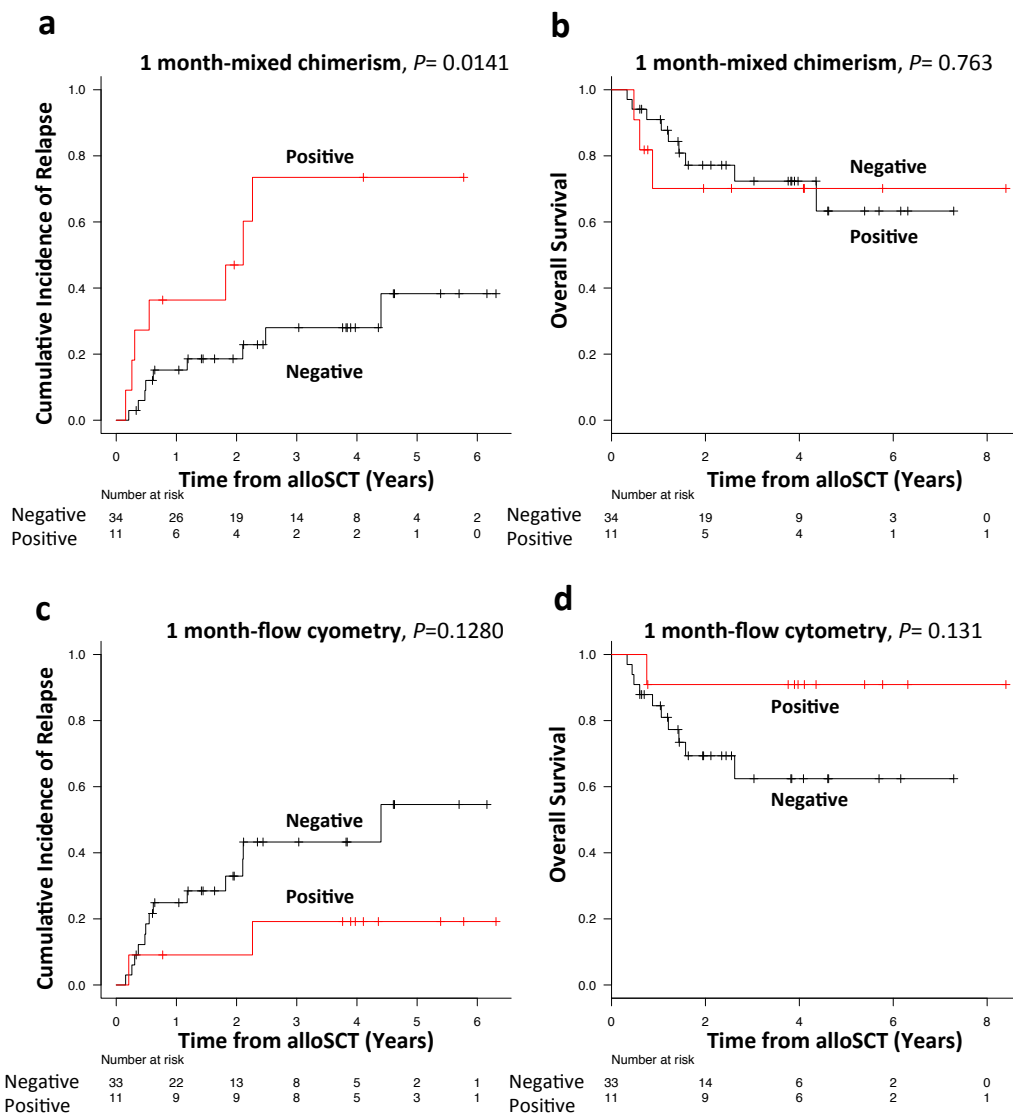 a
1 month-mixed chimerism, P= 0.0141
Cumulative Incidence of Relapse
1.0
0.8
0.6
0.4
0.2
0.0
Positive
Negative
0 1 2 3 4 5 6
Time from alloSCT (Years)
Number at risk
Negative 34 26 19 14 8 4 2
Positive 11 6 4 2 2 1 0
b
1 month-mixed chimerism, P= 0.763
Overall Survival
1.0
0.8
0.6
0.4
0.2
0.0
Negative
Positive
0 2 4 6 8
Time from alloSCT (Years)
Number at risk
Negative 34 19 9 3 0
Positive 11 5 4 1 1
c
1 month-flow cyometry, P=0.1280
Cumulative Incidence of Relapse
1.0
0.8
0.6
0.4
0.2
0.0
Negative
Positive
0 1 2 3 4 5 6
Time from alloSCT (Years)
Number at risk
Negative 33 22 13 8 5 2 1
Positive 11 9 9 8 5 3 1
d
1 month-flow cytometry, P= 0.131
Overall Survival
1.0
0.8
0.6
0.4
0.2
0.0
Positive
Negative
0 2 4 6 8
Time from alloSCT (Years)
Number at risk
Negative 33 14 6 2 0
Positive 11 9 6 2 1